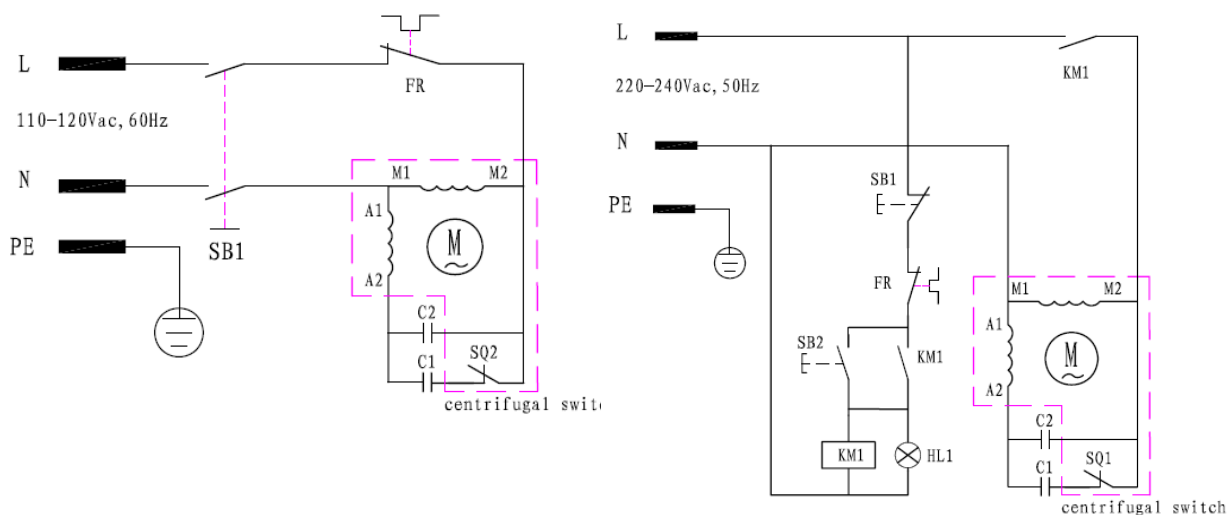 L
FR
110-120Vac, 60Hz
N
M1
M2
A1
M
A2
PE
SB1
C2
C1
SQ2
centrifugal
L
KM1
220-240Vac, 50Hz
N
SB1
PE
FR
M1
M2
A1
SB2
KM1
M
A2
C2
KM1
HL1
C1
SQ1
centrifugal switch